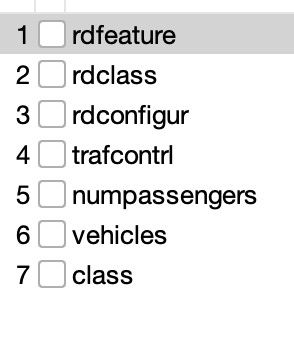 1 rdfeature
2 rdclass
3 rdconfigur
4 trafcontrl
5 numpassengers
6 vehicles
7 class